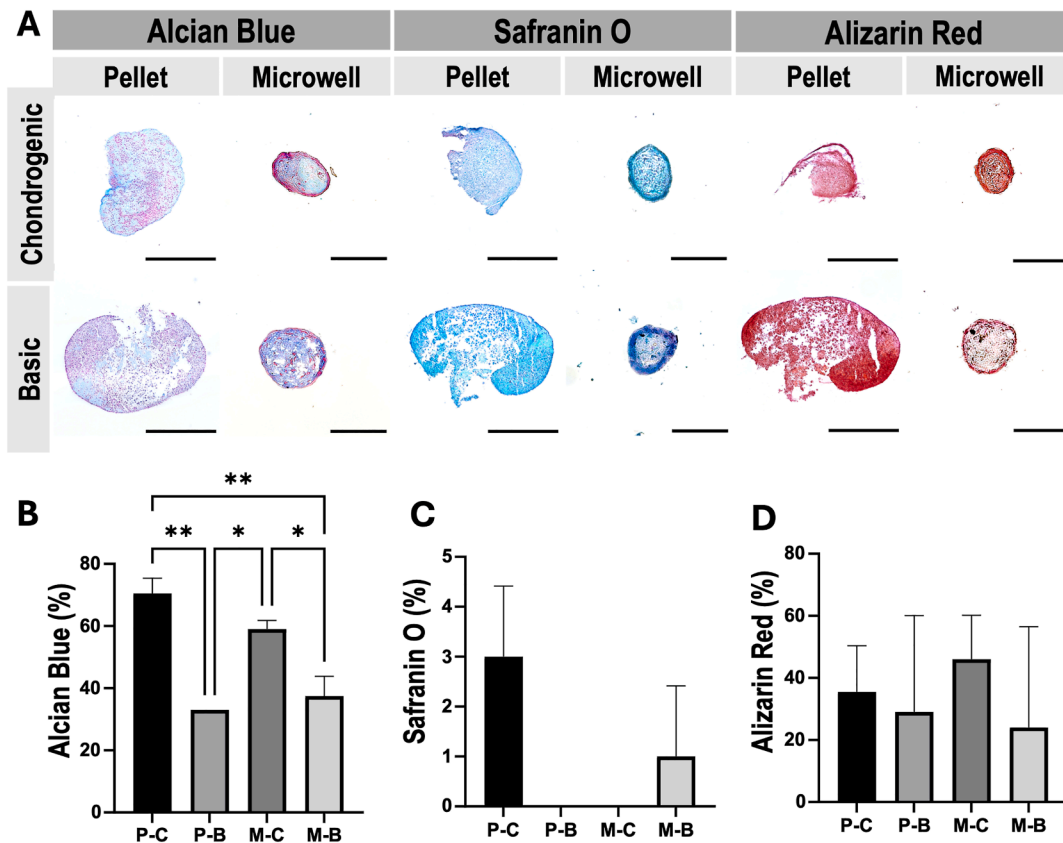 A
Alcian Blue Safranin O Alizarin Red
Pellet Microwell Pellet Microwell Pellet Microwell
Chondrogenic
Basic
B
** 
** * *
Alcian Blue (%)
80
60
40
20
0
P-C P-B M-C M-B
C
Safranin O (%)
5
4
3
2
1
0
P-C P-B M-C M-B
D
Alizarin Red (%)
80
60
40
20
0
P-C P-B M-C M-B